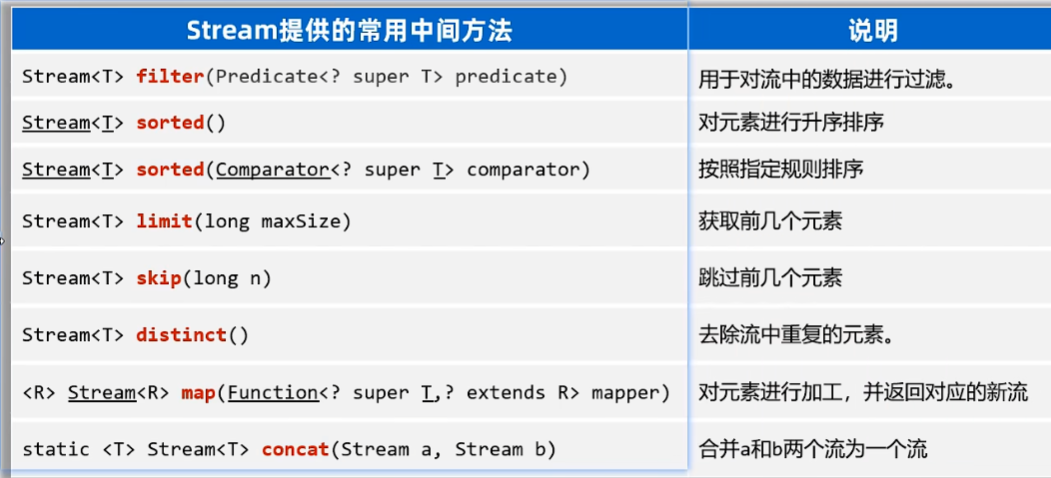 Stream提供的常用中间方法 说明
Stream<T> filter(Predicate<? super T> predicate) 用于对流中的数据进行过滤。
Stream<T> sorted() 对元素进行升序排序
Stream<T> sorted(Comparator<? super T> comparator) 按照指定规则排序
Stream<T> limit(long maxSize) 获取前几个元素
Stream<T> skip(long n) 跳过前几个元素
Stream<T> distinct() 去除流中重复的元素。
<R> Stream<R> map(Function<? super T,? extends R> mapper) 对元素进行加工，并返回对应的新流
static <T> Stream<T> concat(Stream a, Stream b) 合并a和b两个流为一个流